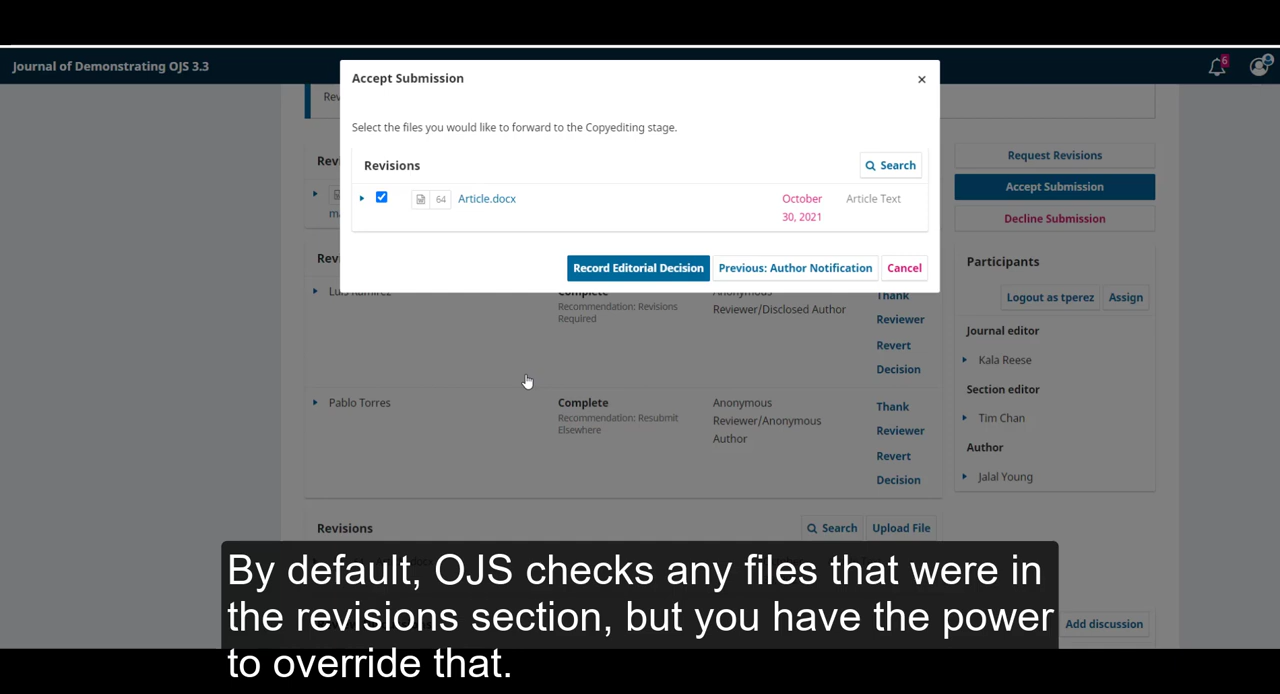 Journal of Demonstrating OJS 3.3
6
Accept Submission
×
Select the files you would like to forward to the Copyediting stage.
Revisions
Search
64 Article.docx
October
30, 2021
Article Text
Record Editorial Decision Previous: Author Notification Cancel
Request Revisions
Accept Submission
Decline Submission
Participants
Logout as tperez Assign
Journal editor
Kala Reese
Section editor
Tim Chan
Author
Jalal Young
Luis Ramirez
Complete
Recommendation: Revisions
Required
Anonymous
Reviewer/Disclosed Author
Thank
Reviewer
Revert
Decision
Pablo Torres
Complete
Recommendation: Resubmit
Elsewhere
Anonymous
Reviewer/Anonymous
Author
Thank
Reviewer
Revert
Decision
Revisions
Search Upload File
Add discussion
By default, OJS checks any files that were in
the revisions section, but you have the power
to override that.